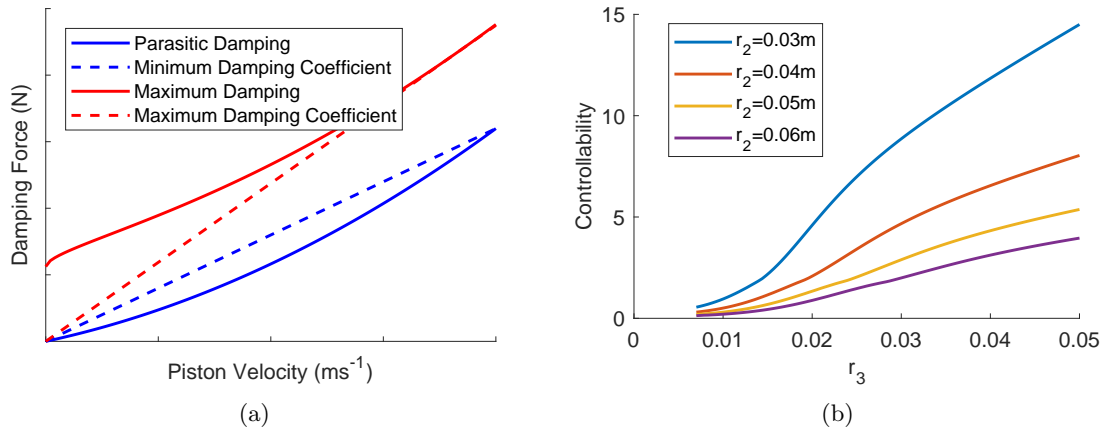 Damping Force (N)
Parasitic Damping
Minimum Damping Coefficient
Maximum Damping
Maximum Damping Coefficient
Piston Velocity (ms⁻¹)
(a)
Controllability
15
10
5
0
r₂=0.03m
r₂=0.04m
r₂=0.05m
r₂=0.06m
0 0.01 0.02 0.03 0.04 0.05
r₃
(b)